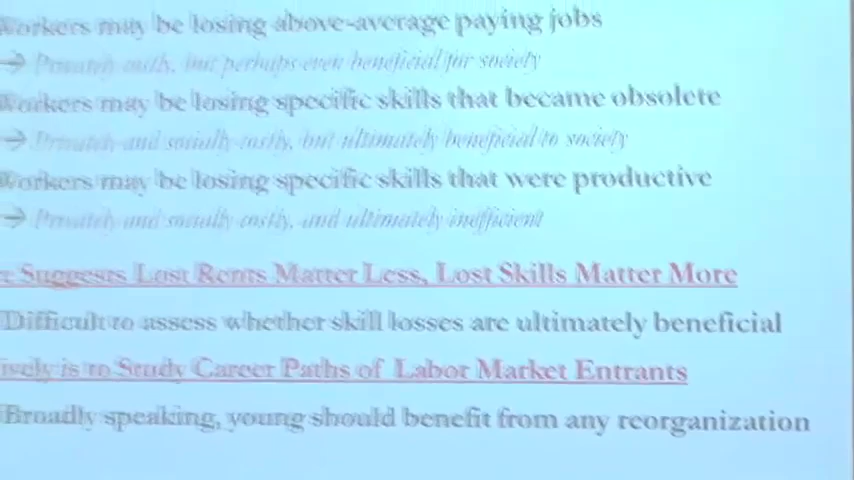 Workers may be losing above-average paying jobs
→ Privately costly, but perhaps even beneficial for society
Workers may be losing specific skills that became obsolete
→ Privately and socially costly, but ultimately beneficial to society
Workers may be losing specific skills that were productive
→ Privately and socially costly, and ultimately inefficient
Suggests Lost Rents Matter Less, Lost Skills Matter More
Difficult to assess whether skill losses are ultimately beneficial
is to Study Career Paths of Labor Market Entrants
Broadly speaking, young should benefit from any reorganization